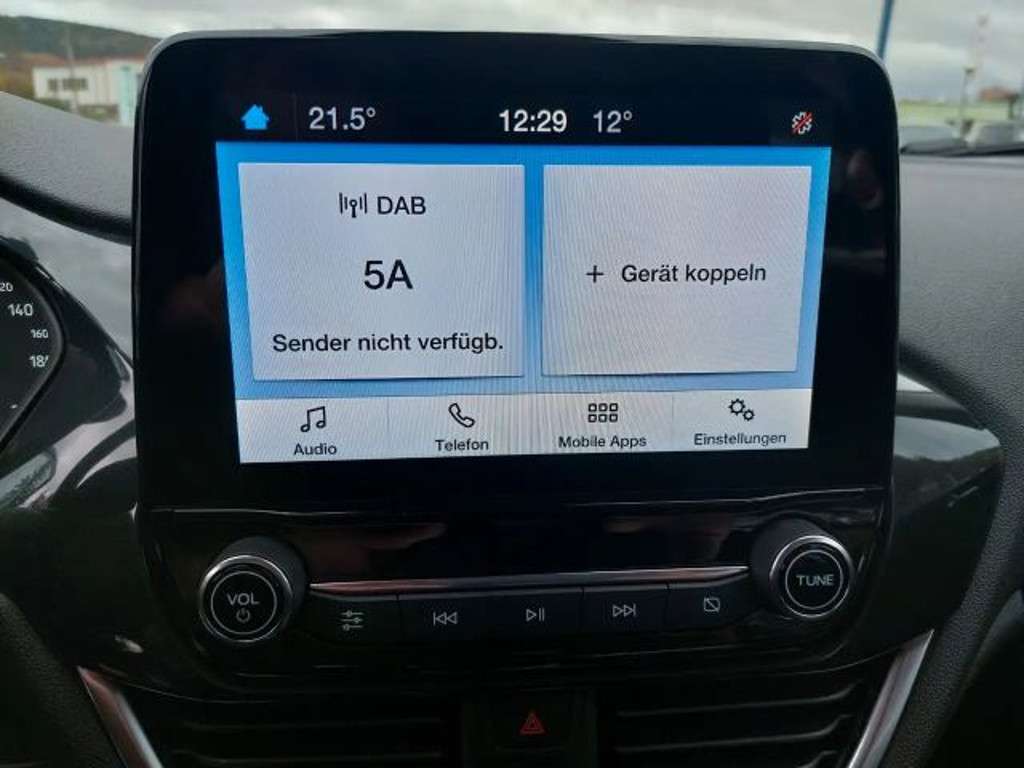 21.5° 12:29 12°
DAB
5A
Sender nicht verfügb.
+ Gerät koppeln
Audio Telefon Mobile Apps Einstellungen
20
140
160
VOL
TUNE